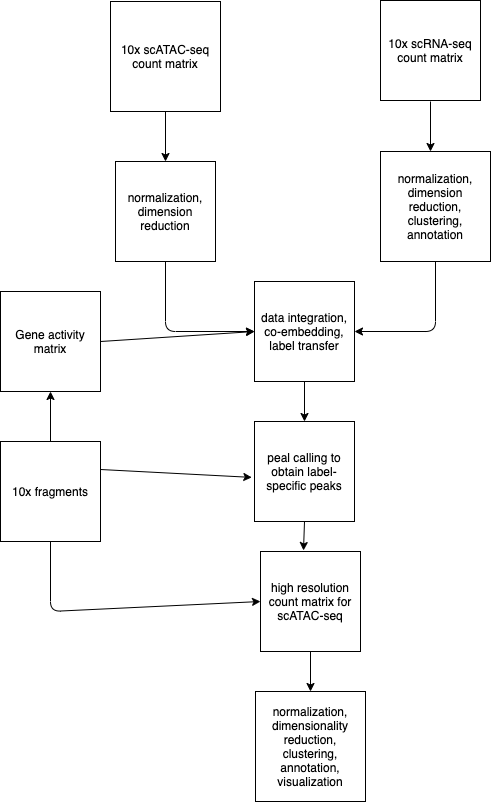 10x scATAC-seq
count matrix
10x scRNA-seq
count matrix
normalization,
dimension
reduction
normalization,
dimension
reduction,
clustering,
annotation
Gene activity
matrix
data integration,
co-embedding,
label transfer
10x fragments
peal calling to
obtain label-
specific peaks
high resolution
count matrix for
scATAC-seq
normalization,
dimensionality
reduction,
clustering,
annotation,
visualization